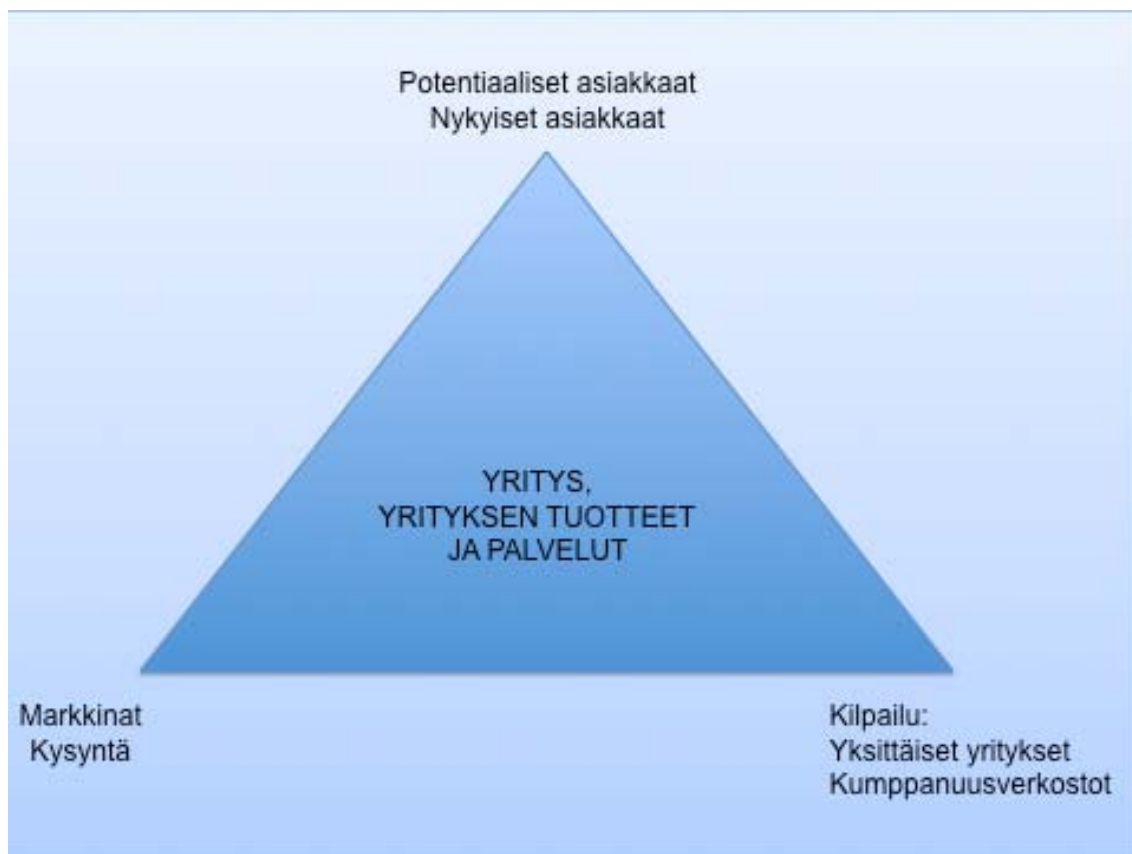 Potentiaaliset asiakkaat
Nykyiset asiakkaat
YRITYS,
YRITYKSEN TUOTTEET
JA PALVELUT
Markkinat
Kysyntä
Kilpailu:
Yksittäiset yritykset
Kumppanuusverkostot